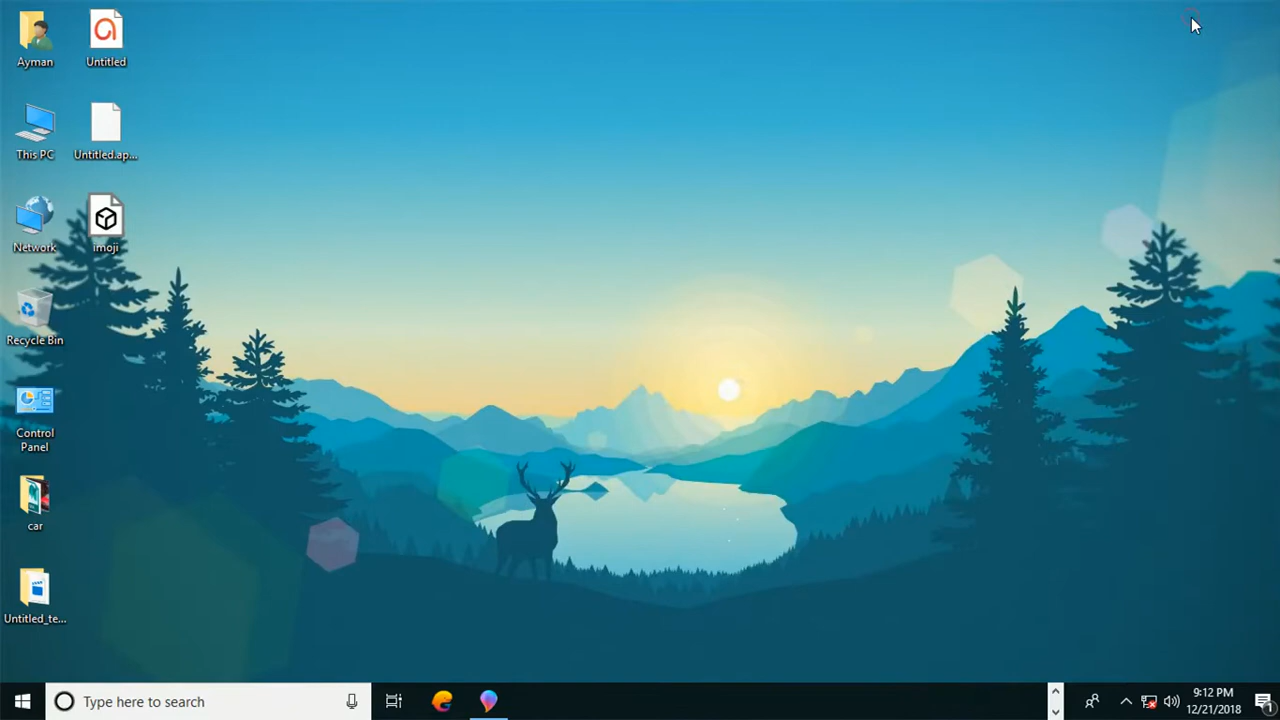 Ayman
Untitled
This PC
Untitled.ap...
Network
imoji
Recycle Bin
Control
Panel
car
Untitled_te...
Type here to search
9:12 PM
12/21/2018
1